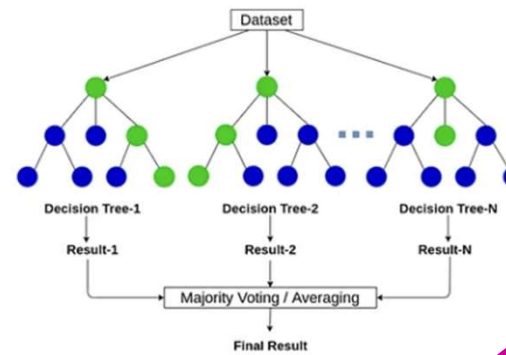 Dataset
Decision Tree-1
Decision Tree-2
Decision Tree-N
Result-1
Result-2
Result-N
Majority Voting / Averaging
Final Result